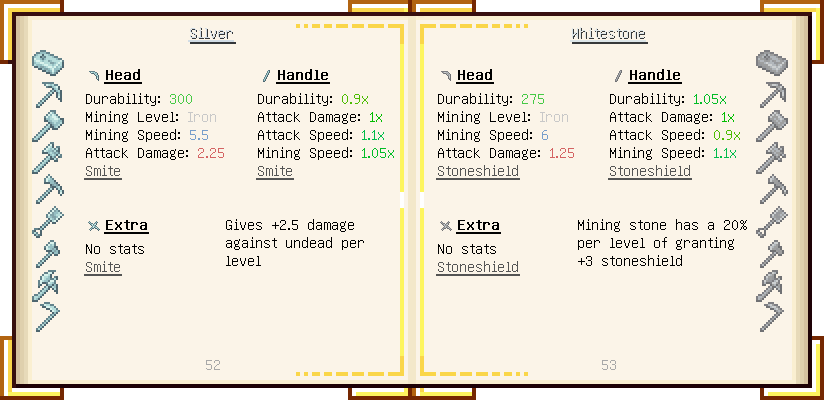 Silver
Head
Durability: 300
Mining Level: Iron
Mining Speed: 5.5
Attack Damage: 2.25
Smite
Handle
Durability: 0.9x
Attack Damage: 1x
Attack Speed: 1.1x
Mining Speed: 1.05x
Smite
Extra
No stats
Smite
Gives +2.5 damage
against undead per
level
52
Whitestone
Head
Durability: 275
Mining Level: Iron
Mining Speed: 6
Attack Damage: 1.25
Stoneshield
Handle
Durability: 1.05x
Attack Damage: 1x
Attack Speed: 0.9x
Mining Speed: 1.1x
Stoneshield
Extra
No stats
Stoneshield
Mining stone has a 20%
per level of granting
+3 stoneshield
53